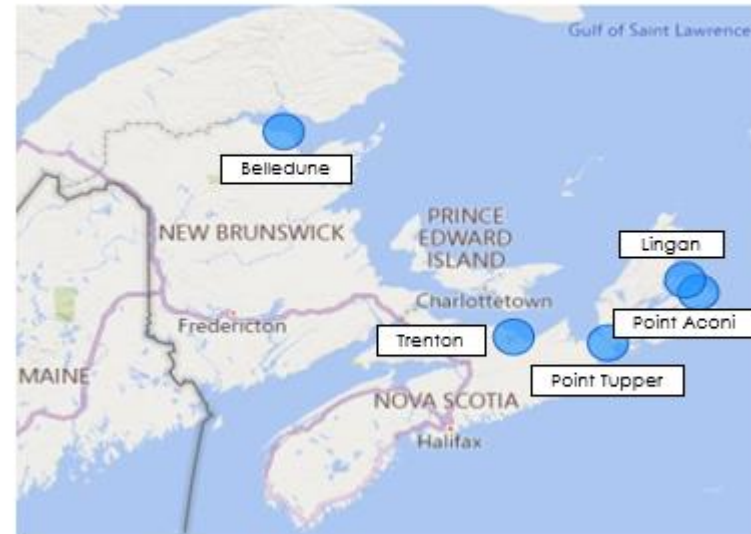 Gulf of Saint Lawrence
Belledune
NEW BRUNSWICK
PRINCE
EDWARD
ISLAND
Lingan
Charlottetown
Point Aconi
Fredericton
Trenton
MAINE
Point Tupper
NOVA SCOTIA
Halifax